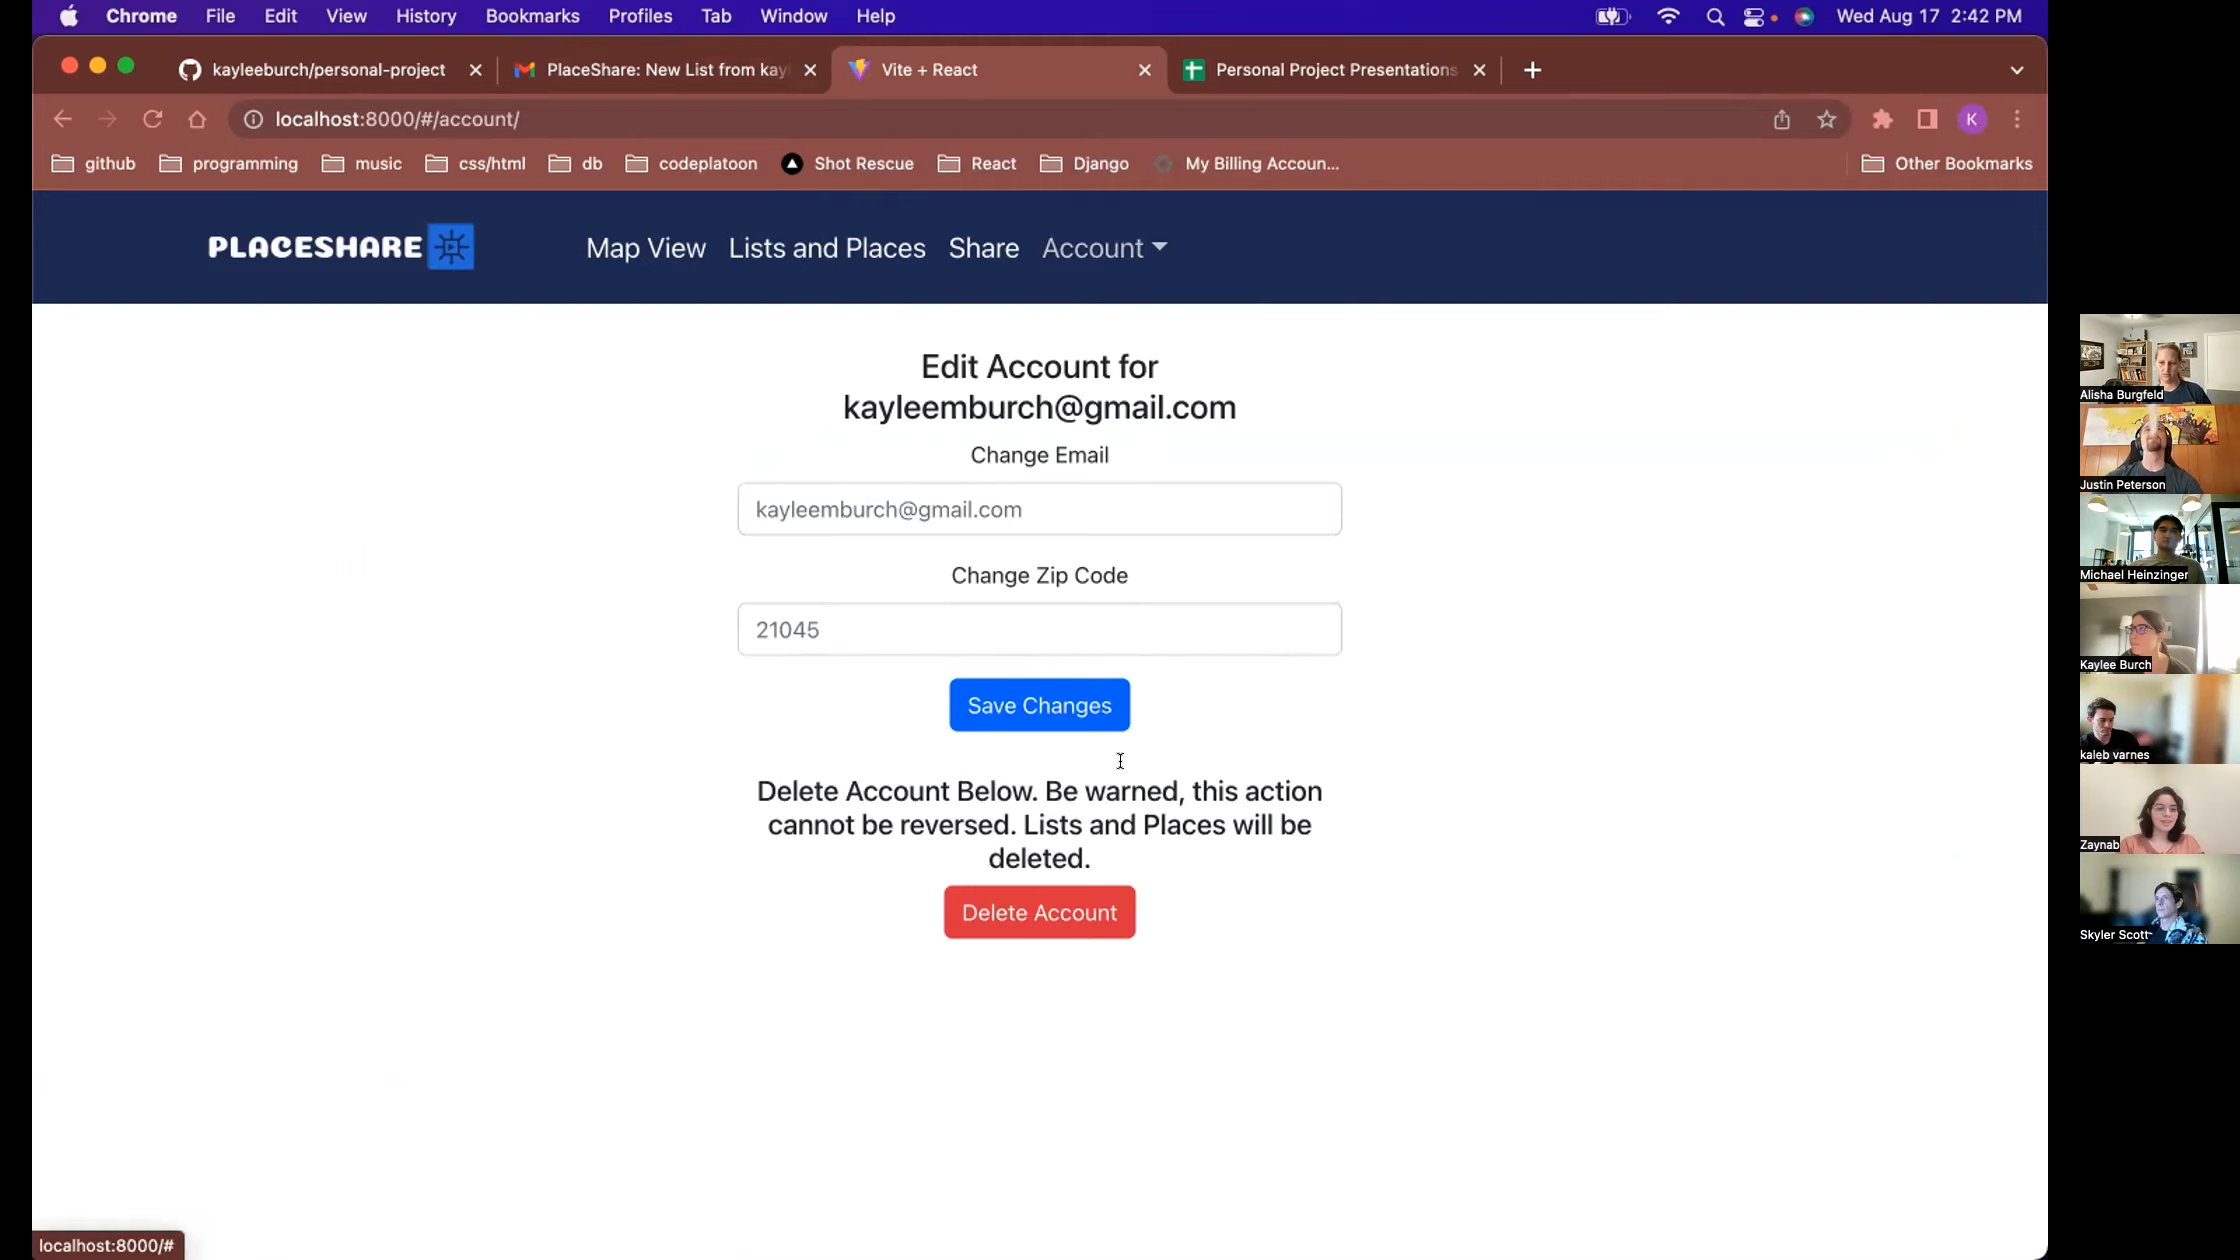 Chrome File Edit View History Bookmarks Profiles Tab Window Help Wed Aug 17 2:42 PM
kayleeburch/personal-project PlaceShare: New List from kay Vite + React Personal Project Presentations
localhost:8000/#/account/ K
github programming music css/html db codeplatoon Shot Rescue React Django My Billing Accoun... Other Bookmarks
PLACESHARE Map View Lists and Places Share Account
Edit Account for
kayleemburch@gmail.com
Change Email
kayleemburch@gmail.com
Change Zip Code
21045
Save Changes
Delete Account Below. Be warned, this action
cannot be reversed. Lists and Places will be
deleted.
Delete Account
localhost:8000/#
Alisha Burgfeld
Justin Peterson
Michael Heinzinger
Kaylee Burch
kaleb varnes
Zaynab
Skyler Scott